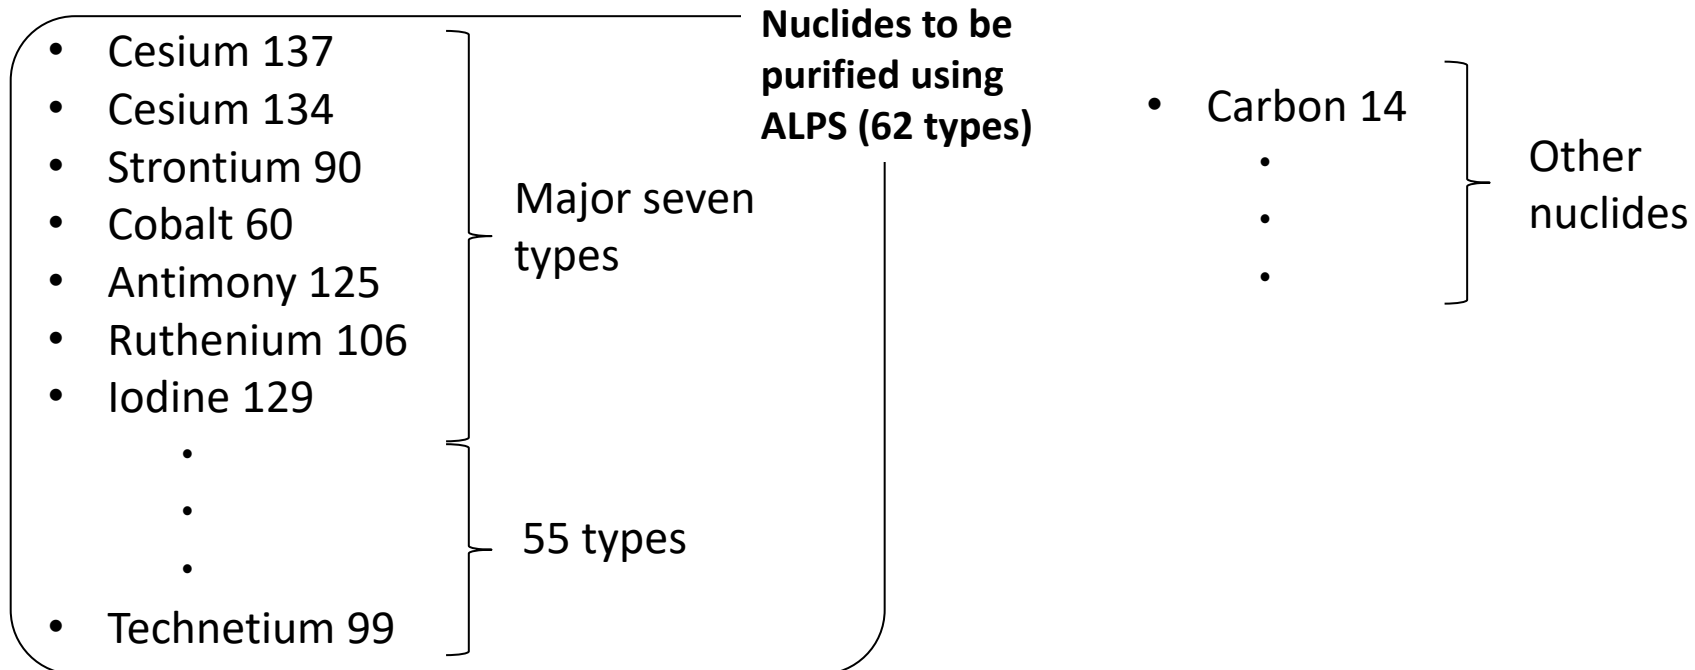 • Cesium 137
• Cesium 134
• Strontium 90
• Cobalt 60
• Antimony 125
• Ruthenium 106
• Iodine 129
・
・
・
• Technetium 99
Major seven
types
55 types
Nuclides to be
purified using
ALPS (62 types)
• Carbon 14
・
・
・
Other
nuclides